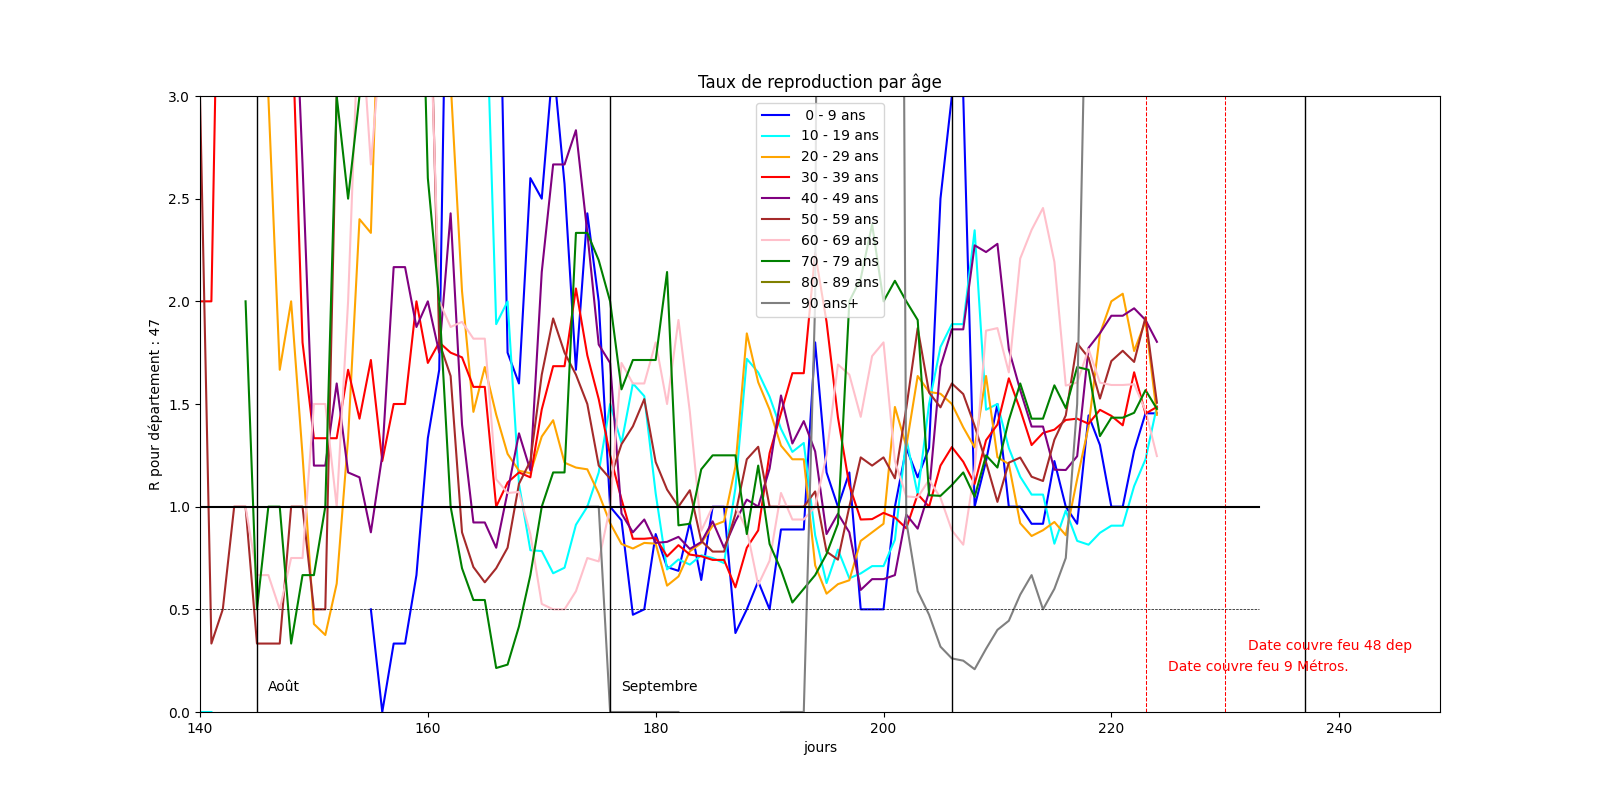 Taux de reproduction par âge
R pour département : 47
3.0
2.5
2.0
1.5
1.0
0.5
0.0
0 - 9 ans
10 - 19 ans
20 - 29 ans
30 - 39 ans
40 - 49 ans
50 - 59 ans
60 - 69 ans
70 - 79 ans
80 - 89 ans
90 ans+
Date couvre feu 48 dep
Date couvre feu 9 Métros.
Août
Septembre
140
160
180
200
220
240
jours